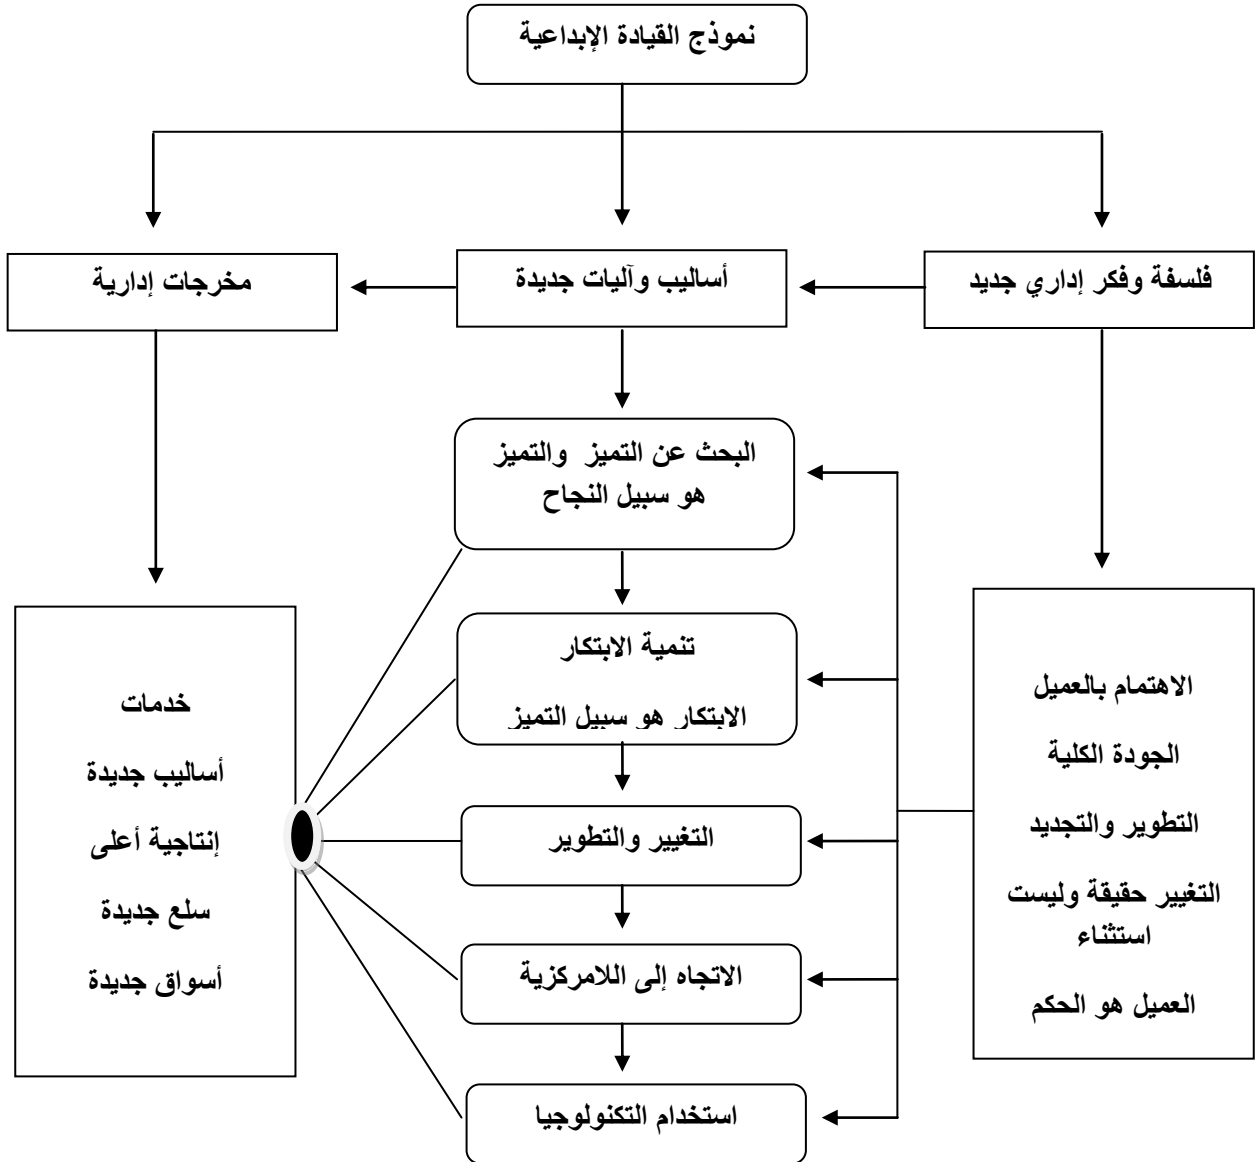 نموذج القيادة الإبداعية
فلسفة وفكر إداري جديد
أساليب وآليات جديدة
مخرجات إدارية
الاهتمام بالعميل
الجودة الكلية
التطوير والتجديد
التغيير حقيقة وليست
استثناء
العميل هو الحكم
البحث عن التميز والتميز
هو سبيل النجاح
تنمية الابتكار
الابتكار هو سبيل التميز
التغيير والتطوير
الاتجاه إلى اللامركزية
استخدام التكنولوجيا
خدمات
أساليب جديدة
إنتاجية أعلى
سلع جديدة
أسواق جديدة